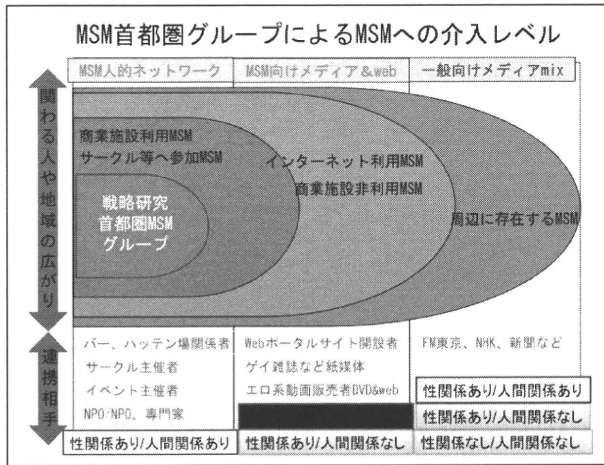 MSM首都圏グループによるMSMへの介入レベル
MSM人的ネットワーク
MSM向けメディア&web
一般向けメディアmix
関わる人や地域の広がり
商業施設利用MSM
サークル等へ参加MSM
戦略研究
首都圏MSM
グループ
インターネット利用MSM
商業施設非利用MSM
周辺に存在するMSM
連携相手
バー、ハッテン場関係者
サークル主催者
イベント主催者
NPO/NPO、専門家
Webポータルサイト開設者
ゲイ雑誌など紙媒体
エロ系動画販売者DVD&web
FM東京、NHK、新聞など
性関係あり/人間関係あり
性関係あり/人間関係なし
性関係あり/人間関係あり
性関係あり/人間関係なし
性関係なし/人間関係なし